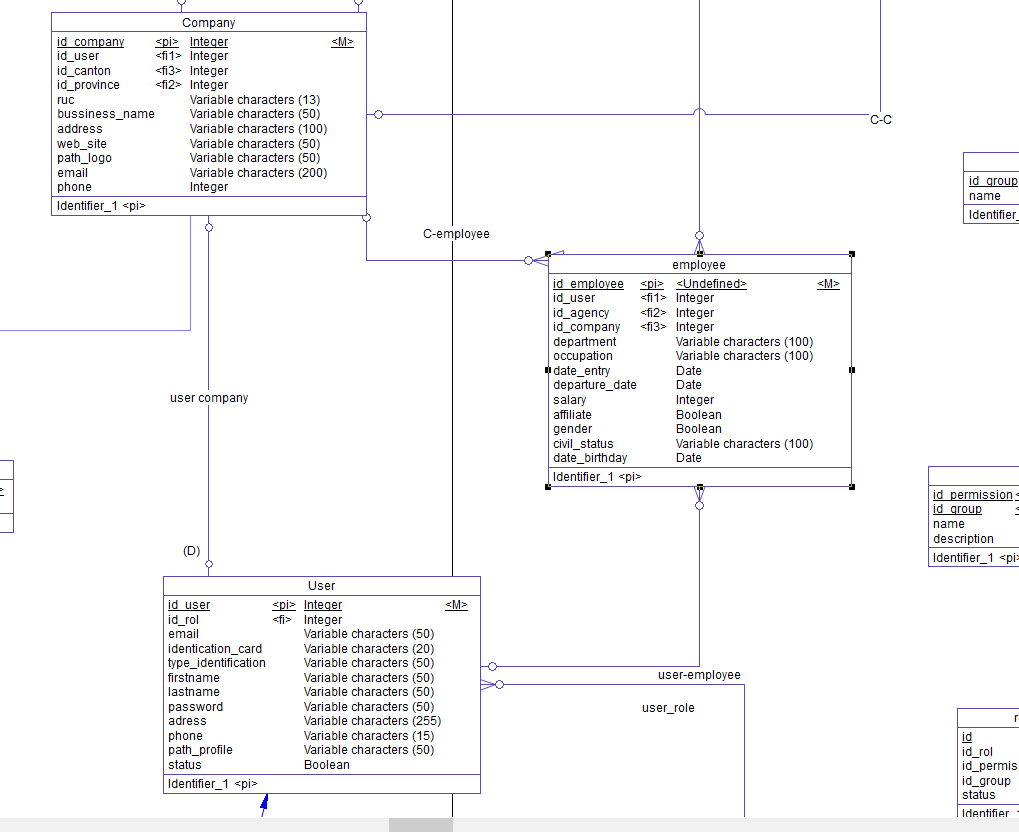 Company
id_company <pi> Integer <M>
id_user <fi1> Integer
id_canton <fi3> Integer
id_province <fi2> Integer
ruc Variable characters (13)
bussiness_name Variable characters (50)
address Variable characters (100)
web_site Variable characters (50)
path_logo Variable characters (50)
email Variable characters (200)
phone Integer
Identifier_1 <pi>
C-C
id_group
name
Identifier_
C-employee
employee
id_employee <pi> <Undefined> <M>
id_user <fi1> Integer
id_agency <fi2> Integer
id_company <fi3> Integer
department Variable characters (100)
occupation Variable characters (100)
date_entry Date
departure_date Date
salary Integer
affiliate Boolean
gender Boolean
civil_status Variable characters (100)
date_birthday Date
Identifier_1 <pi>
user company
id_permission <
id_group <
name
description
Identifier_1 <pi>
>
(D)
User
id_user <pi> Integer <M>
id_rol <fi> Integer
email Variable characters (50)
identication_card Variable characters (20)
type_identification Variable characters (50)
firstname Variable characters (50)
lastname Variable characters (50)
password Variable characters (50)
adress Variable characters (255)
phone Variable characters (15)
path_profile Variable characters (50)
status Boolean
Identifier_1 <pi>
user-employee
user_role
r
id
id_rol
id_permis
id_group
status
Identifier_